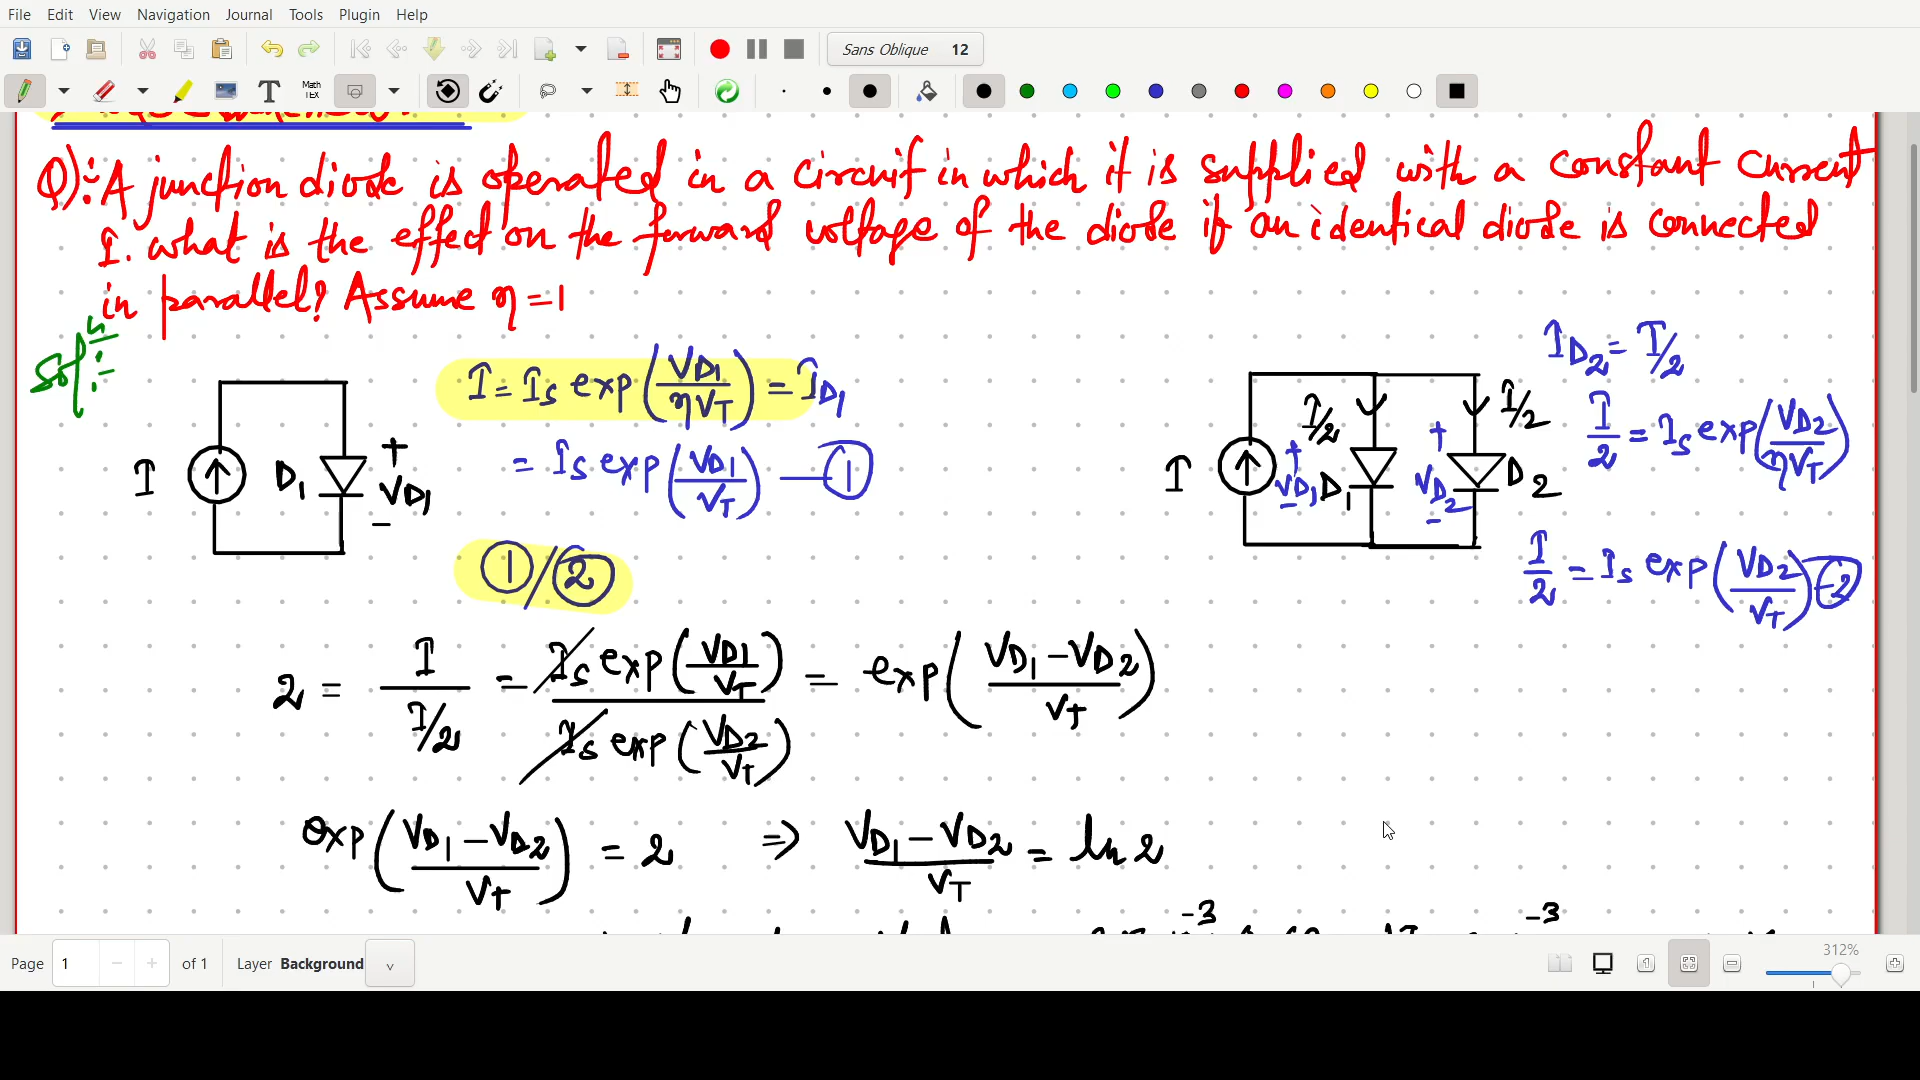 File Edit View Navigation Journal Tools Plugin Help
Sans Oblique 12
Math TEX
Q):- A junction diode is operated in a circuit in which it is supplied with a constant current
I. what is the effect on the forward voltage of the diode if an identical diode is connected
in parallel? Assume η = 1
Solⁿ:-
I = Is exp(VD1/ηVT) = ID1
= Is exp(VD1/VT) — ①
I D1 + VD1 −
ID2 = I/2
I I/2 I/2 + VD1 − D1 + VD2 − D2
I/2 = Is exp(VD2/ηVT)
I/2 = Is exp(VD2/VT) — ②
①/②
2 = I/(I/2) = Is exp(VD1/VT) / Is exp(VD2/VT) = exp((VD1 − VD2)/VT)
exp((VD1 − VD2)/VT) = 2 ⇒ (VD1 − VD2)/VT = ln 2
Page 1 of 1 Layer Background 312%